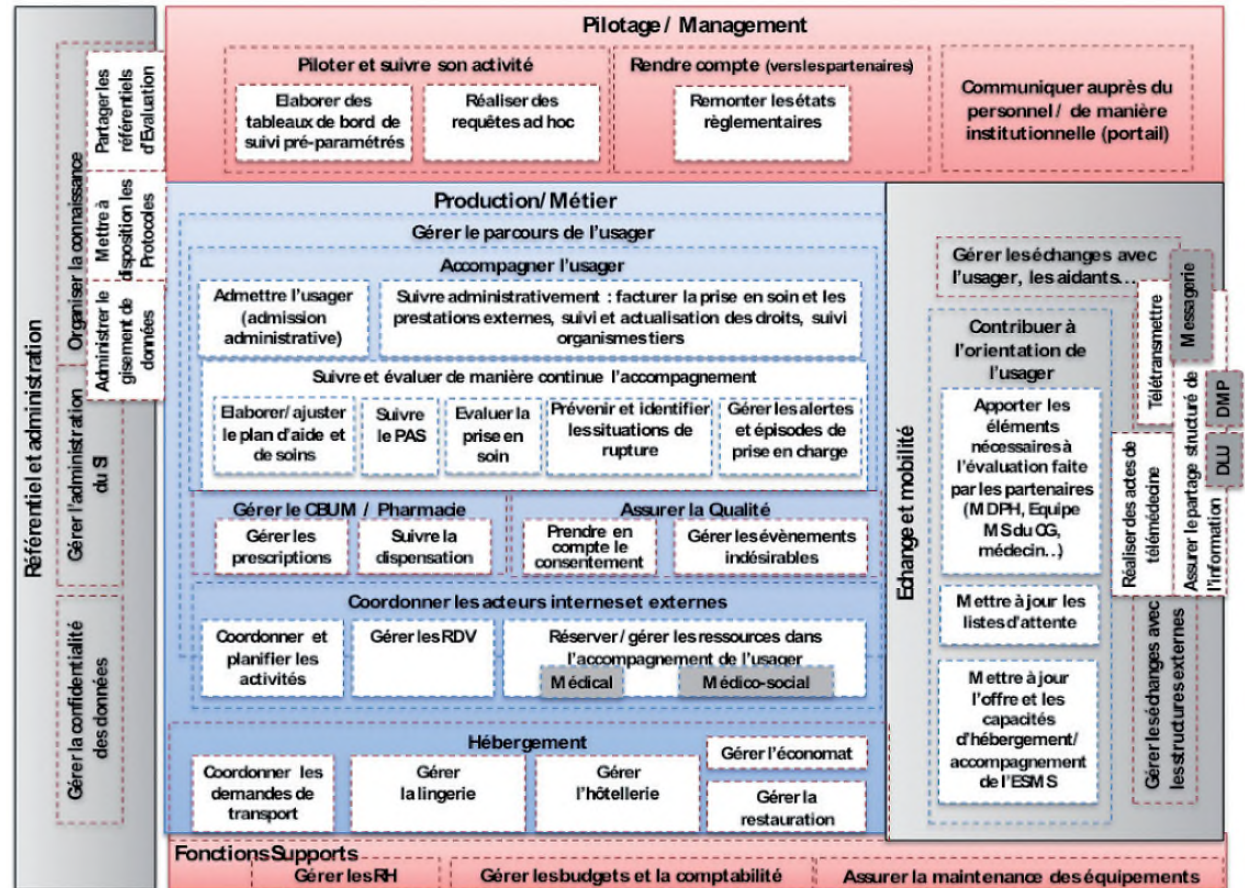 Pilotage / Management
Piloter et suivre son activité
Elaborer des
tableaux de bord de
suivi pré-paramétrés
Réaliser des
requêtes ad hoc
Rendre compte (vers les partenaires)
Remonter les états
règlementaires
Communiquer auprès du
personnel / de manière
institutionnelle (portail)
Référentiel et administration
Organiser la connaissance
Partager les
référentiels
d'Evaluation
Mettre à
disposition les
Protocoles
Administrer le
gisement de
données
Gérer l'administration
du SI
Gérer la confidentialité
des données
Production/ Métier
Gérer le parcours de l'usager
Accompagner l'usager
Admettre l'usager
(admission
administrative)
Suivre administrativement : facturer la prise en soin et les
prestations externes, suivi et actualisation des droits, suivi
organismes tiers
Suivre et évaluer de manière continue l'accompagnement
Elaborer/ ajuster
le plan d'aide et
de soins
Suivre
le PAS
Evaluer la
prise en
soin
Prévenir et identifier
les situations de
rupture
Gérer les alertes
et épisodes de
prise en charge
Gérer le CBUM / Pharmacie
Gérer les
prescriptions
Suivre la
dispensation
Assurer la Qualité
Prendre en
compte le
consentement
Gérer les évènements
indésirables
Coordonner les acteurs internes et externes
Coordonner et
planifier les
activités
Gérer les RDV
Réserver/ gérer les ressources dans
l'accompagnement de l'usager
Médical
Médico-social
Hébergement
Coordonner les
demandes de
transport
Gérer
la lingerie
Gérer
l'hôtellerie
Gérer l'économat
Gérer la
restauration
Echange et mobilité
Gérer les échanges avec
l'usager, les aidants...
Contribuer à
l'orientation de
l'usager
Apporter les
éléments
nécessaires à
l'évaluation faite
par les partenaires
(MDPH, Equipe
MS du CG,
médecin...)
Mettre à jour les
listes d'attente
Mettre à jour
l'offre et les
capacités
d'hébergement/
accompagnement
de l'ESMS
Télétransmettre
Messagerie
Réaliser des actes de
télémédecine
Assurer le partage structuré de
l'information
DMP
DLU
Gérer les échanges avec
les structures externes
Fonctions Supports
Gérer les RH
Gérer les budgets et la comptabilité
Assurer la maintenance des équipements